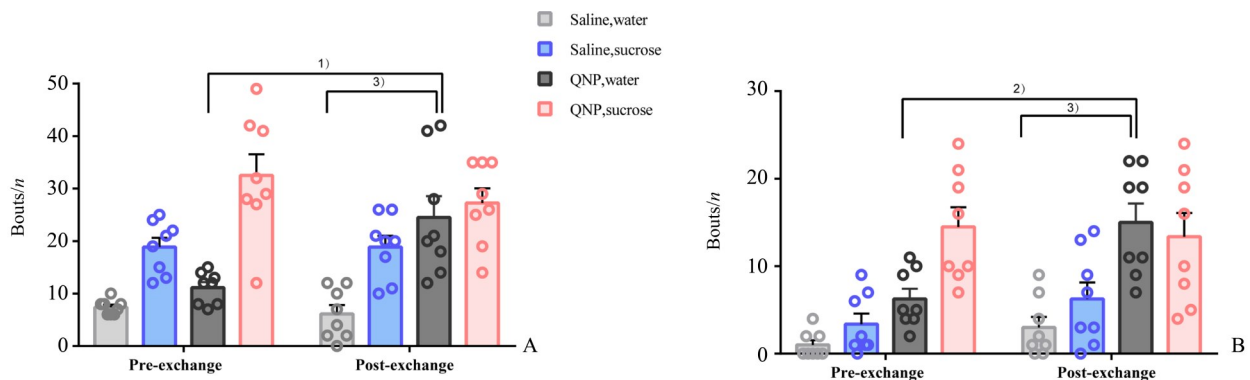 Saline,water
Saline,sucrose
QNP,water
QNP,sucrose
1)
3)
50
40
30
20
10
0
Bouts/n
Pre-exchange
Post-exchange
A
2)
3)
30
20
10
0
Bouts/n
Pre-exchange
Post-exchange
B